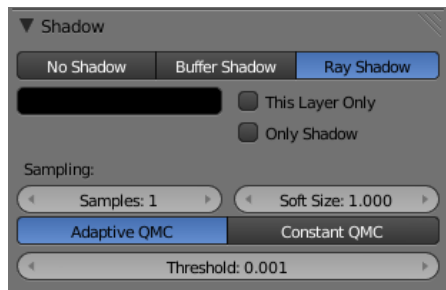 Shadow
No Shadow Buffer Shadow Ray Shadow
This Layer Only
Only Shadow
Sampling:
Samples: 1 Soft Size: 1.000
Adaptive QMC Constant QMC
Threshold: 0.001